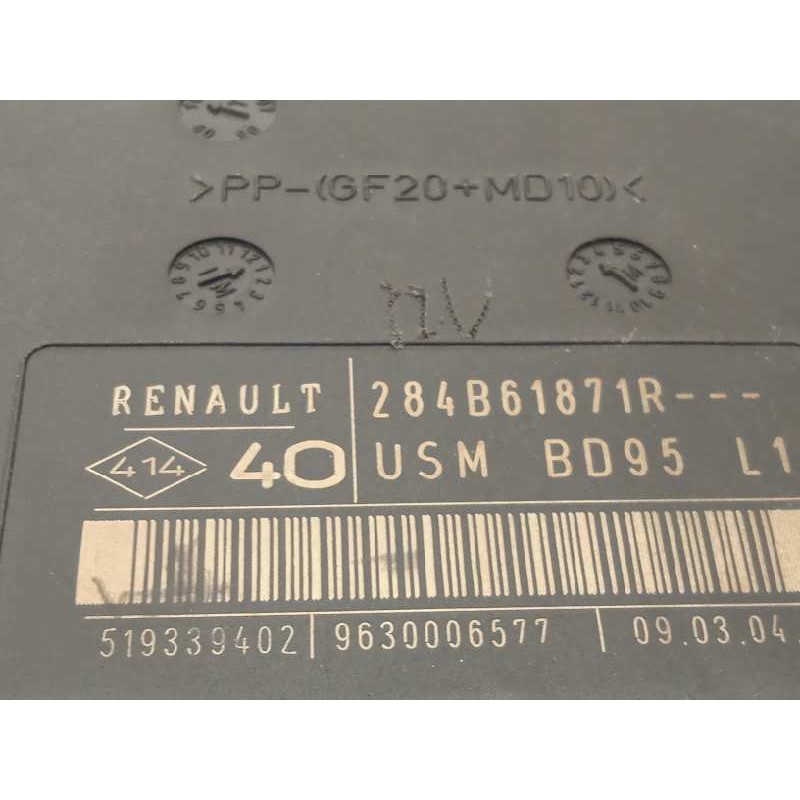 >PP-(GF20+MD10)<
RENAULT
284B61871R---
414 40
USM BD95 L1
519339402 9630006577 09.03.04.